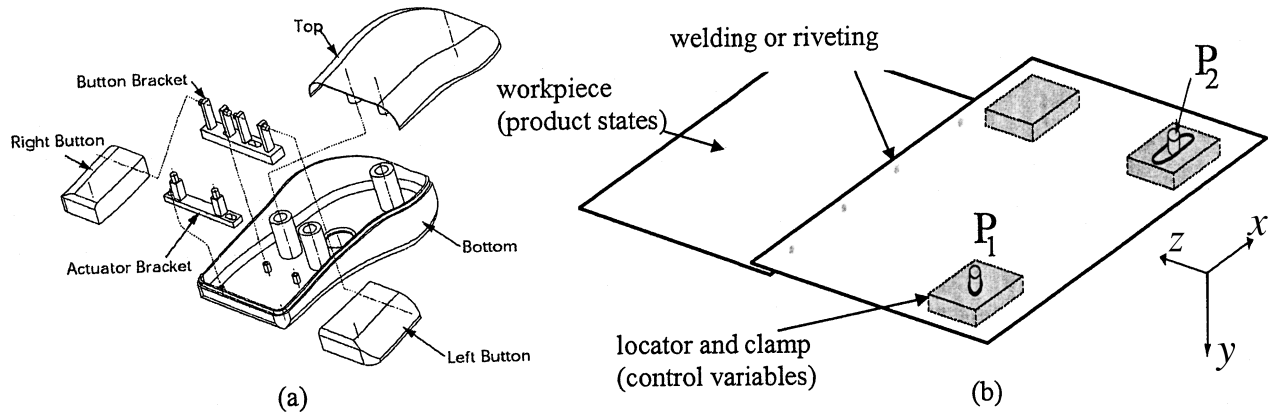 Top
Button Bracket
Right Button
Actuator Bracket
Bottom
Left Button
(a)
welding or riveting
workpiece
(product states)
P2
P1
z
x
y
locator and clamp
(control variables)
(b)